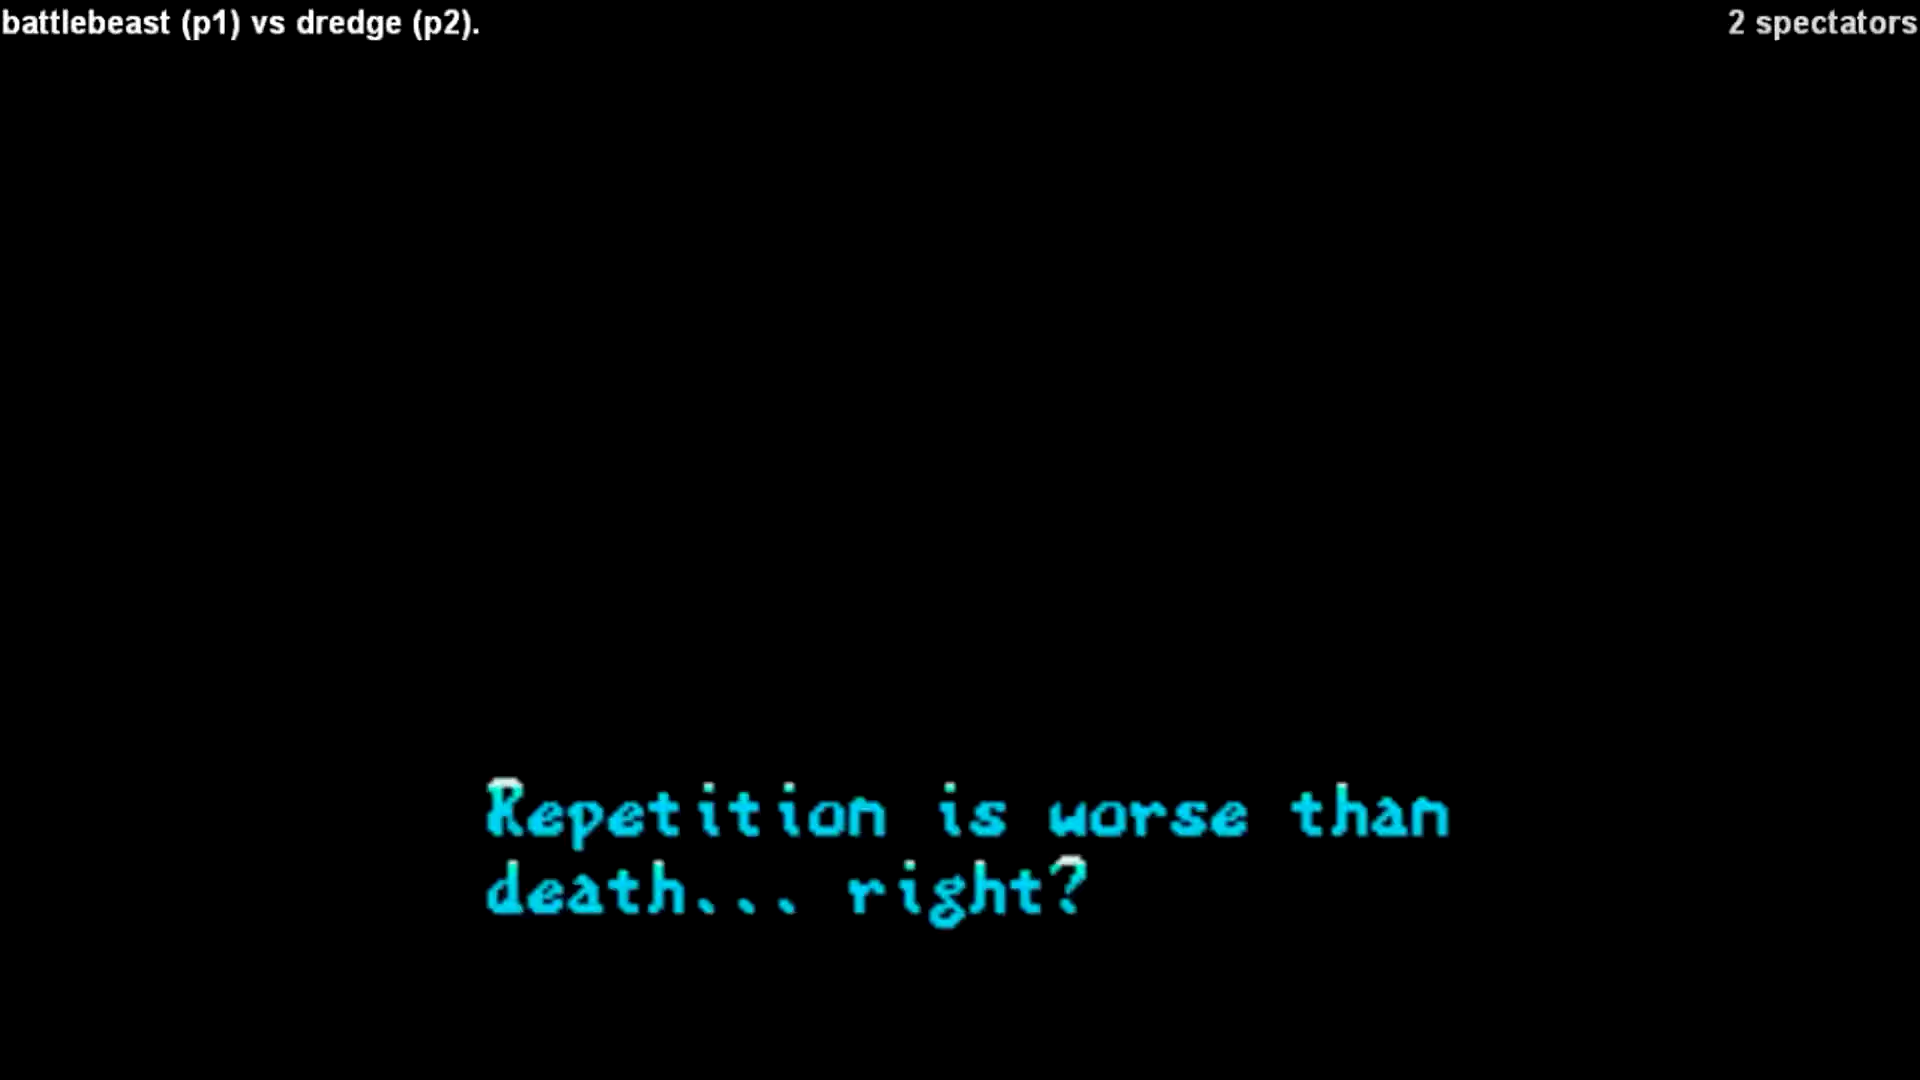 battlebeast (p1) vs dredge (p2).
2 spectators
Repetition is worse than
death... right?